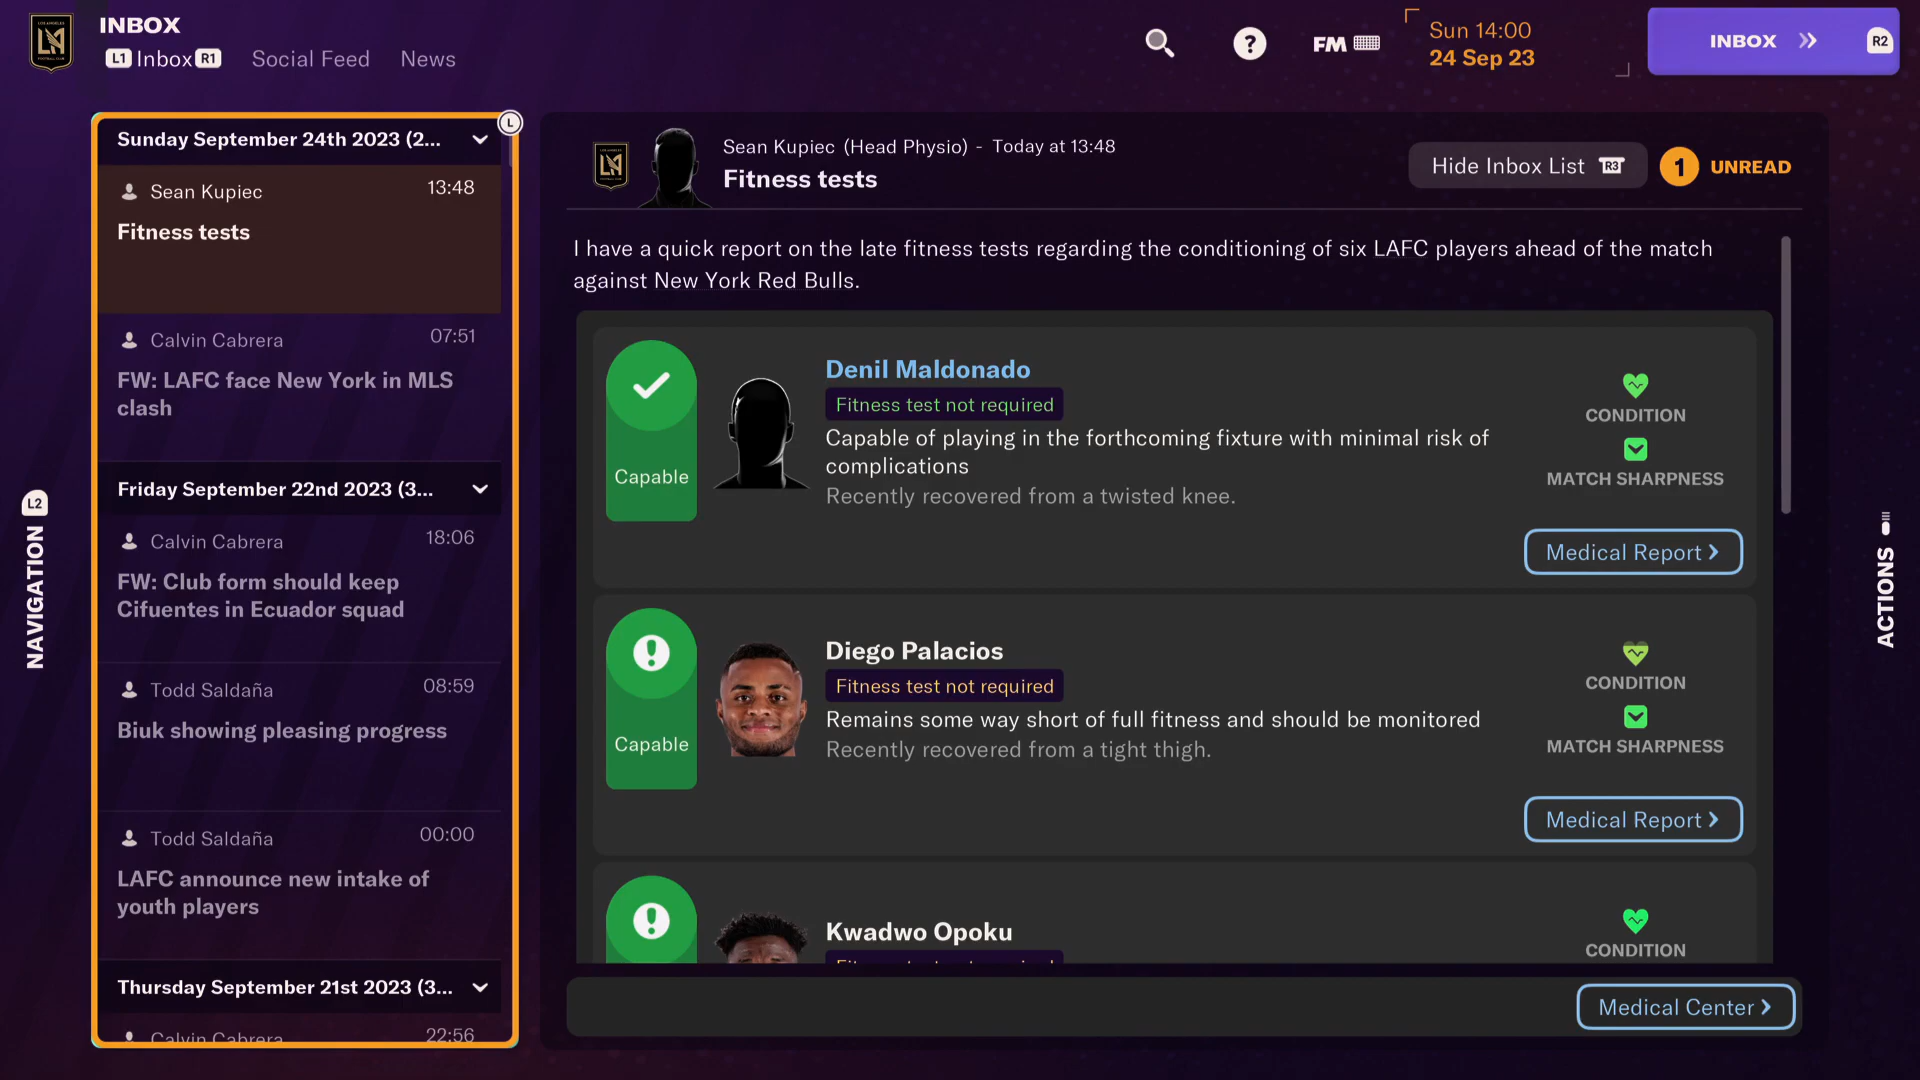 INBOX
L1 Inbox R1 Social Feed News
FM
Sun 14:00
24 Sep 23
INBOX R2
L
Sunday September 24th 2023 (2...
Sean Kupiec 13:48
Fitness tests
Calvin Cabrera 07:51
FW: LAFC face New York in MLS
clash
Friday September 22nd 2023 (3...
Calvin Cabrera 18:06
FW: Club form should keep
Cifuentes in Ecuador squad
Todd Saldaña 08:59
Biuk showing pleasing progress
Todd Saldaña 00:00
LAFC announce new intake of
youth players
Thursday September 21st 2023 (3...
Calvin Cabrera 22:56
L2
NAVIGATION
Sean Kupiec (Head Physio) - Today at 13:48
Fitness tests
Hide Inbox List R3
1 UNREAD
I have a quick report on the late fitness tests regarding the conditioning of six LAFC players ahead of the match
against New York Red Bulls.
Capable
Denil Maldonado
Fitness test not required
Capable of playing in the forthcoming fixture with minimal risk of
complications
Recently recovered from a twisted knee.
CONDITION
MATCH SHARPNESS
Medical Report
Capable
Diego Palacios
Fitness test not required
Remains some way short of full fitness and should be monitored
Recently recovered from a tight thigh.
CONDITION
MATCH SHARPNESS
Medical Report
Kwadwo Opoku
CONDITION
Medical Center
ACTIONS